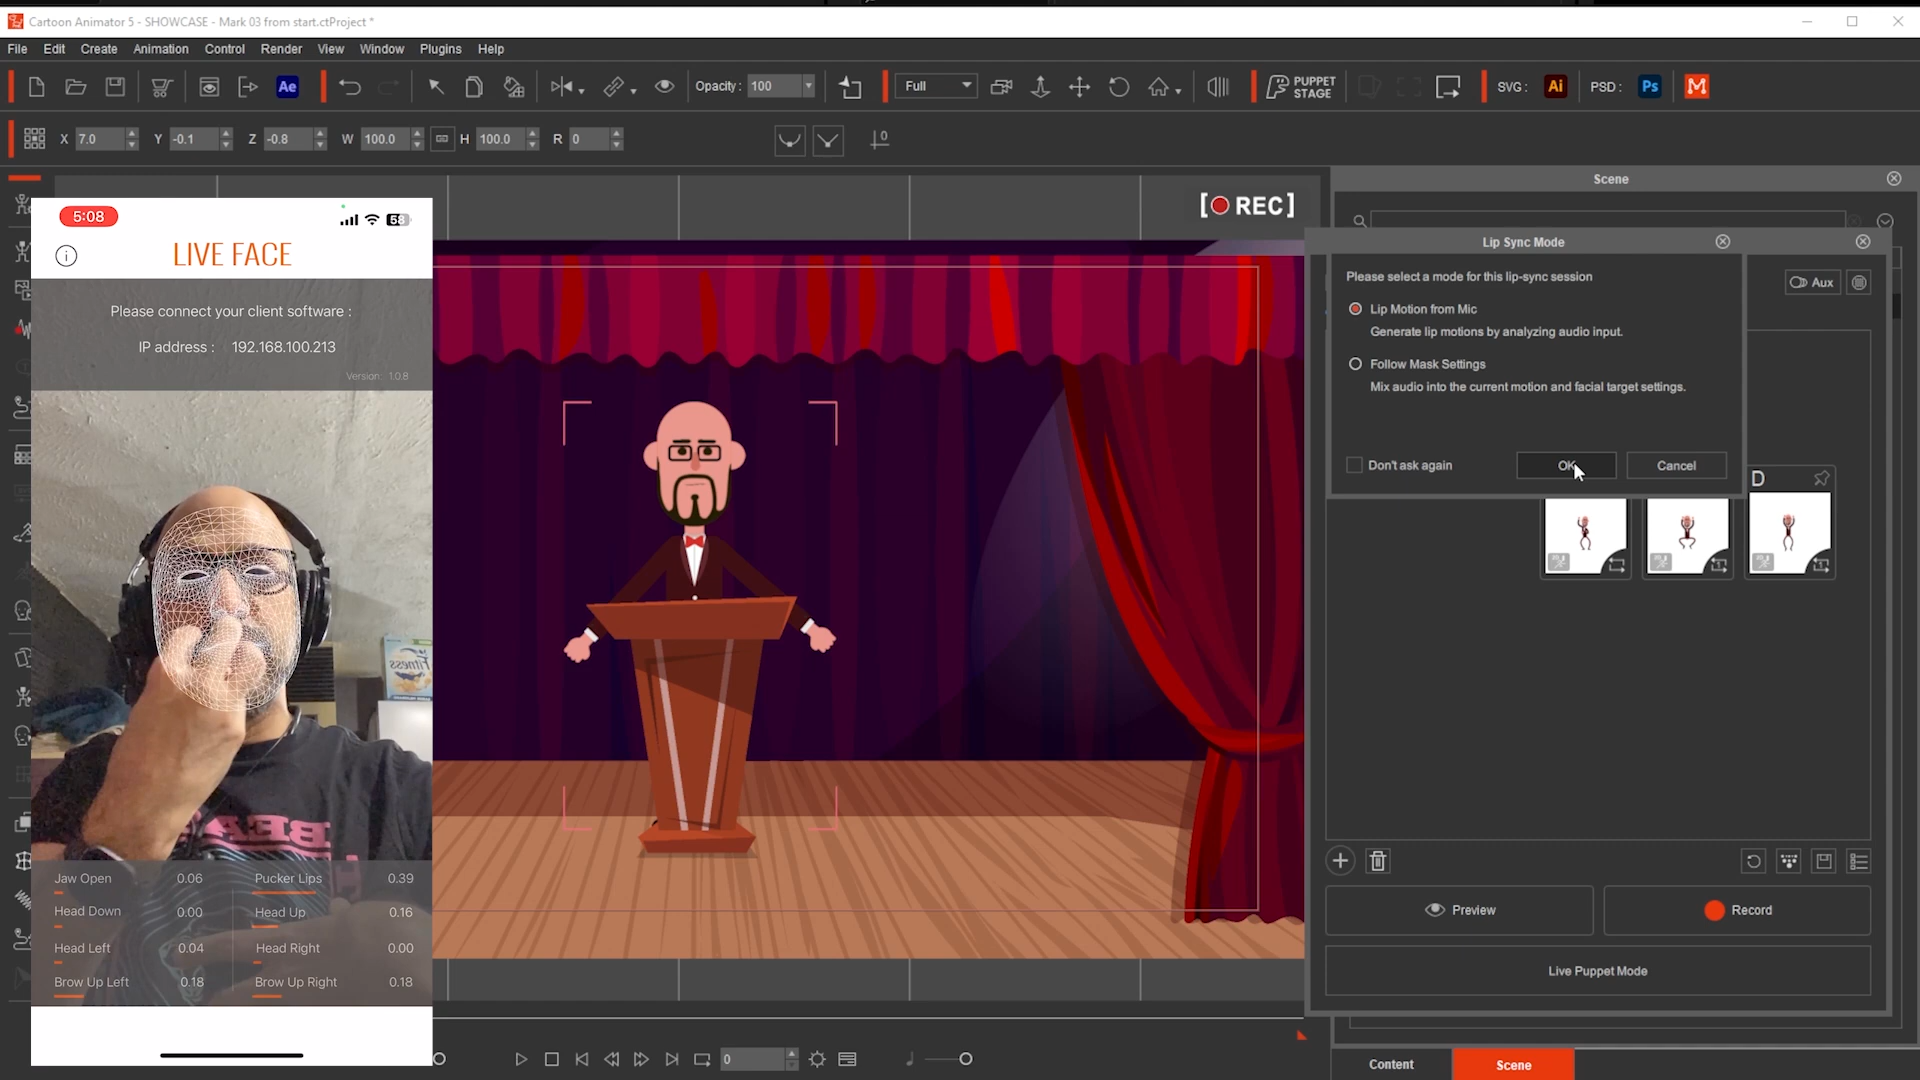 Cartoon Animator 5 - SHOWCASE - Mark 03 from start.ctProject *
File Edit Create Animation Control Render View Window Plugins Help
Ae Opacity : 100 Full PUPPET STAGE SVG : Ai PSD : Ps M
X 7.0 Y -0.1 Z -0.8 W 100.0 H 100.0 R 0
Scene
5:08
[ REC]
LIVE FACE
Please connect your client software :
IP address : 192.168.100.213
Version: 1.0.8
Lip Sync Mode
Please select a mode for this lip-sync session
Lip Motion from Mic
Generate lip motions by analyzing audio input.
Follow Mask Settings
Mix audio into the current motion and facial target settings.
Don't ask again
OK
Cancel
Aux
D
Fitness
Jaw Open 0.06 Pucker Lips 0.39
Head Down 0.00 Head Up 0.16
Head Left 0.04 Head Right 0.00
Brow Up Left 0.18 Brow Up Right 0.18
Preview
Record
Live Puppet Mode
0
Content
Scene